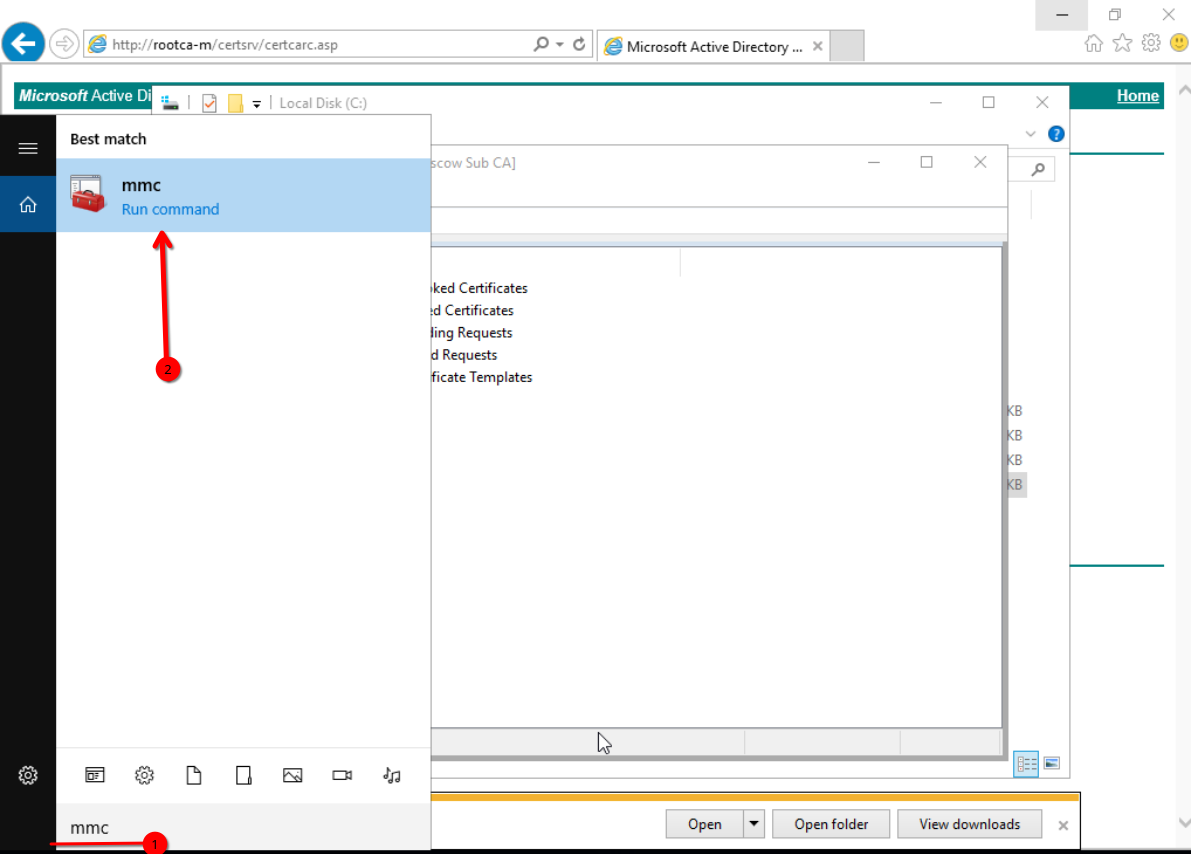 http://rootca-m/certsrv/certcarc.asp
Microsoft Active Directory ...
Microsoft Active Di
Home
Local Disk (C:)
Best match
mmc
Run command
scow Sub CA]
ked Certificates
ed Certificates
ding Requests
d Requests
ficate Templates
KB
KB
KB
KB
2
mmc
1
Open
Open folder
View downloads